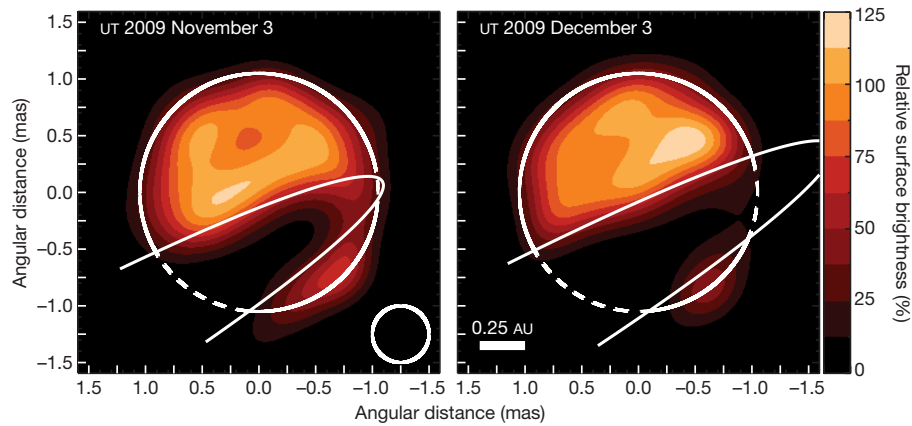 UT 2009 November 3
UT 2009 December 3
1.5
1.0
0.5
0.0
−0.5
−1.0
−1.5
Angular distance (mas)
0.25 AU
1.5 1.0 0.5 0.0 −0.5 −1.0 −1.5
1.5 1.0 0.5 0.0 −0.5 −1.0 −1.5
Angular distance (mas)
125
100
75
50
25
0
Relative surface brightness (%)